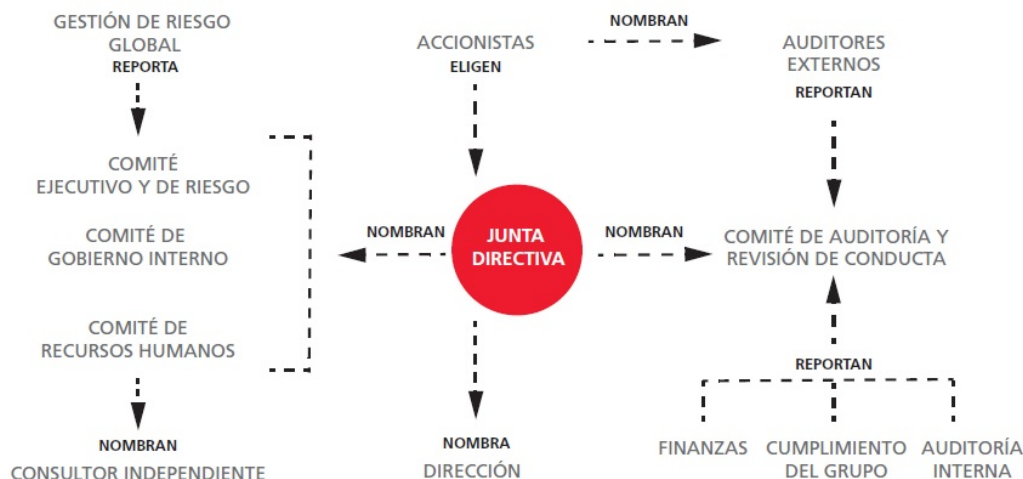 GESTIÓN DE RIESGO
GLOBAL
REPORTA
COMITÉ
EJECUTIVO Y DE RIESGO
COMITÉ DE
GOBIERNO INTERNO
COMITÉ DE
RECURSOS HUMANOS
NOMBRAN
CONSULTOR INDEPENDIENTE
NOMBRAN
ACCIONISTAS
ELIGEN
NOMBRAN
JUNTA
DIRECTIVA
NOMBRAN
NOMBRA
DIRECCIÓN
AUDITORES
EXTERNOS
REPORTAN
COMITÉ DE AUDITORÍA Y
REVISIÓN DE CONDUCTA
REPORTAN
FINANZAS
CUMPLIMIENTO
DEL GRUPO
AUDITORÍA
INTERNA